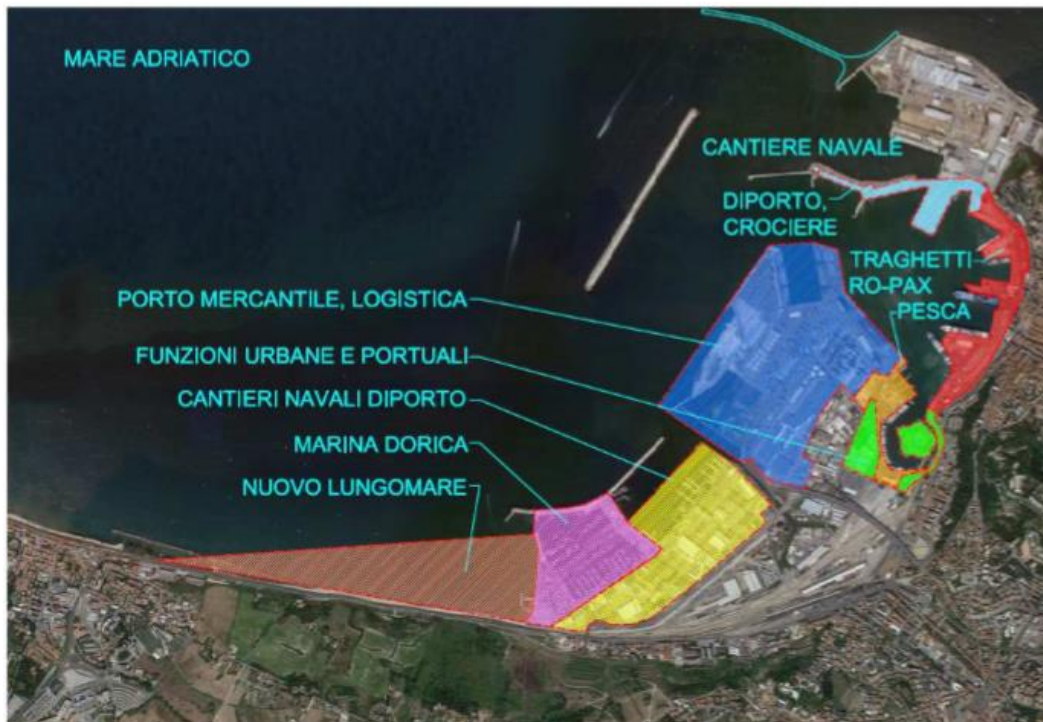 MARE ADRIATICO
CANTIERE NAVALE
DIPORTO,
CROCIERE
TRAGHETTI
RO-PAX
PESCA
PORTO MERCANTILE, LOGISTICA
FUNZIONI URBANE E PORTUALI
CANTIERI NAVALI DIPORTO
MARINA DORICA
NUOVO LUNGOMARE